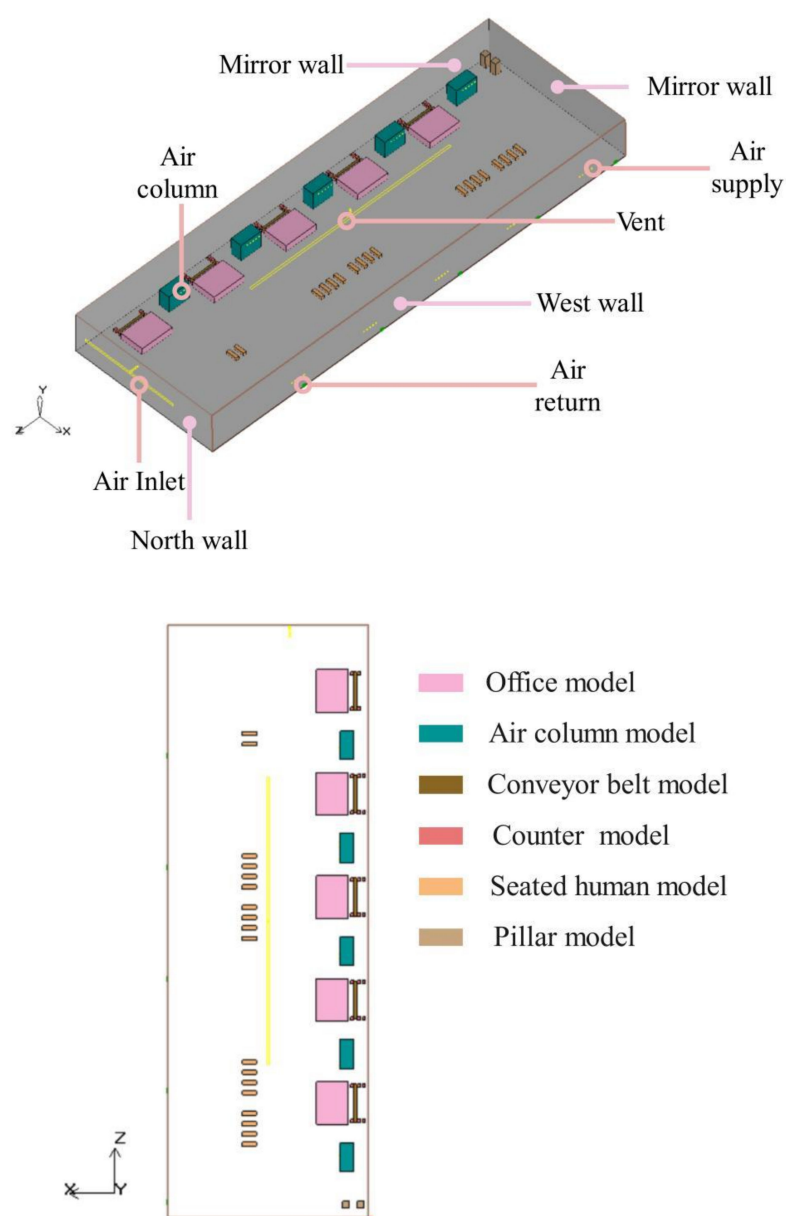 Mirror wall
Mirror wall
Air
column
Air
supply
Vent
West wall
Air
return
Y
Z
X
Air Inlet
North wall
Office model
Air column model
Conveyor belt model
Counter model
Seated human model
Pillar model
Z
X
Y